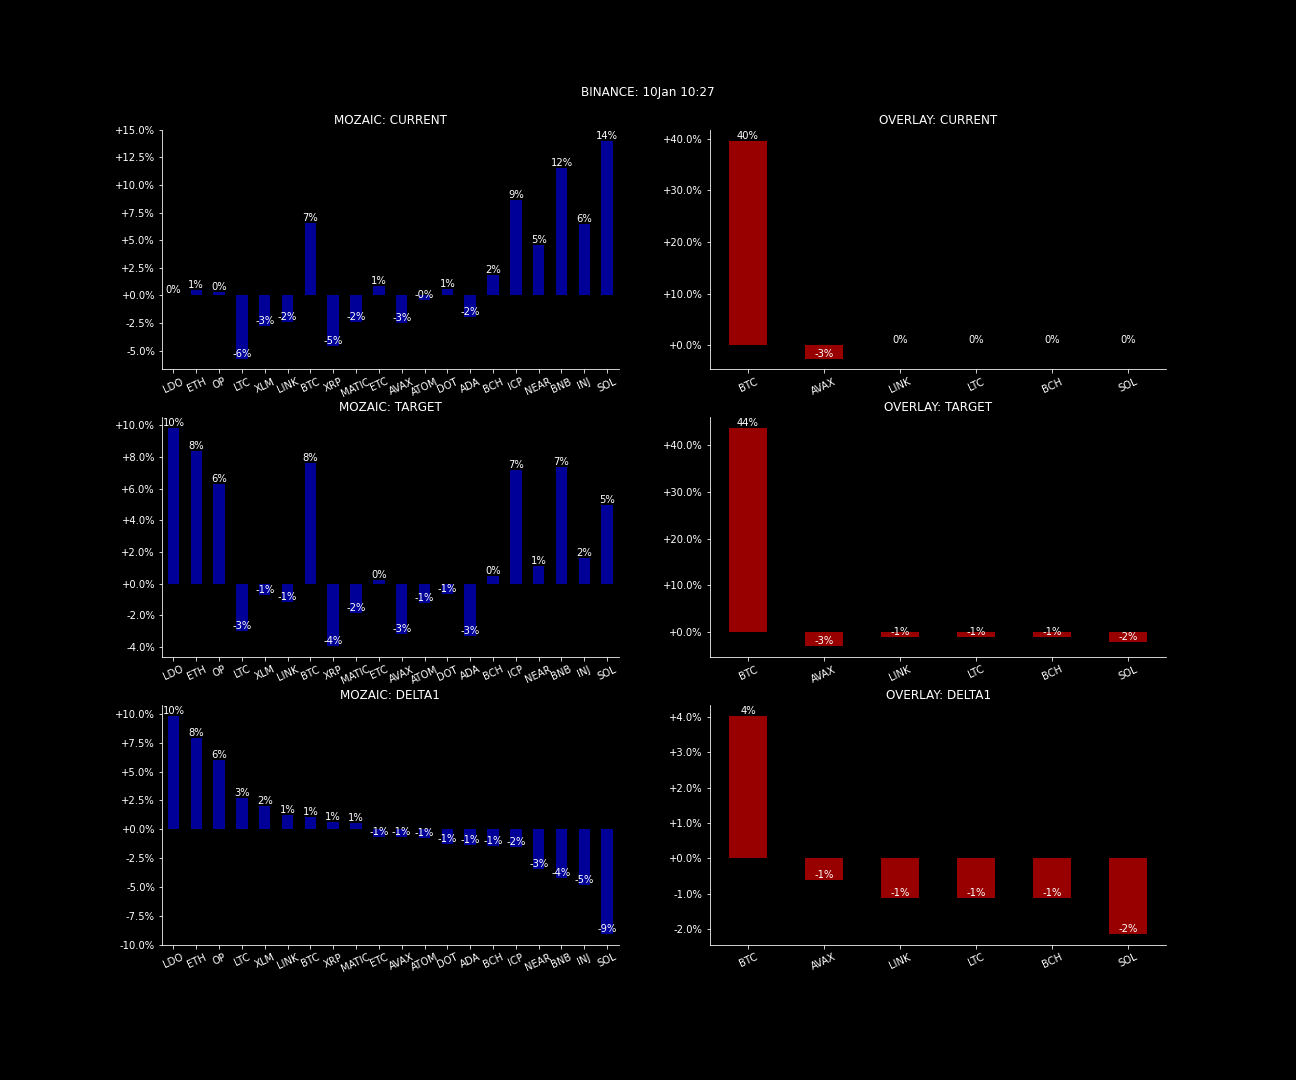 BINANCE: 10Jan 10:27
MOZAIC: CURRENT
+15.0%
+12.5%
+10.0%
+7.5%
+5.0%
+2.5%
+0.0%
-2.5%
-5.0%
0% 1% 0% -6% -3% -2% 7% -5% -2% 1% -3% -0% 1% -2% 2% 9% 5% 12% 6% 14%
LDO ETH OP LTC XLM LINK BTC XRP MATIC ETC AVAX ATOM DOT ADA BCH ICP NEAR BNB INJ SOL
OVERLAY: CURRENT
+40.0%
+30.0%
+20.0%
+10.0%
+0.0%
40% -3% 0% 0% 0% 0%
BTC AVAX LINK LTC BCH SOL
MOZAIC: TARGET
+10.0%
+8.0%
+6.0%
+4.0%
+2.0%
+0.0%
-2.0%
-4.0%
10% 8% 6% -3% -1% -1% 8% -4% -2% 0% -3% -1% -1% -3% 0% 7% 1% 7% 2% 5%
LDO ETH OP LTC XLM LINK BTC XRP MATIC ETC AVAX ATOM DOT ADA BCH ICP NEAR BNB INJ SOL
OVERLAY: TARGET
+40.0%
+30.0%
+20.0%
+10.0%
+0.0%
44% -3% -1% -1% -1% -2%
BTC AVAX LINK LTC BCH SOL
MOZAIC: DELTA1
+10.0%
+7.5%
+5.0%
+2.5%
+0.0%
-2.5%
-5.0%
-7.5%
-10.0%
10% 8% 6% 3% 2% 1% 1% 1% 1% -1% -1% -1% -1% -1% -1% -2% -3% -4% -5% -9%
LDO ETH OP LTC XLM LINK BTC XRP MATIC ETC AVAX ATOM DOT ADA BCH ICP NEAR BNB INJ SOL
OVERLAY: DELTA1
+4.0%
+3.0%
+2.0%
+1.0%
+0.0%
-1.0%
-2.0%
4% -1% -1% -1% -1% -2%
BTC AVAX LINK LTC BCH SOL